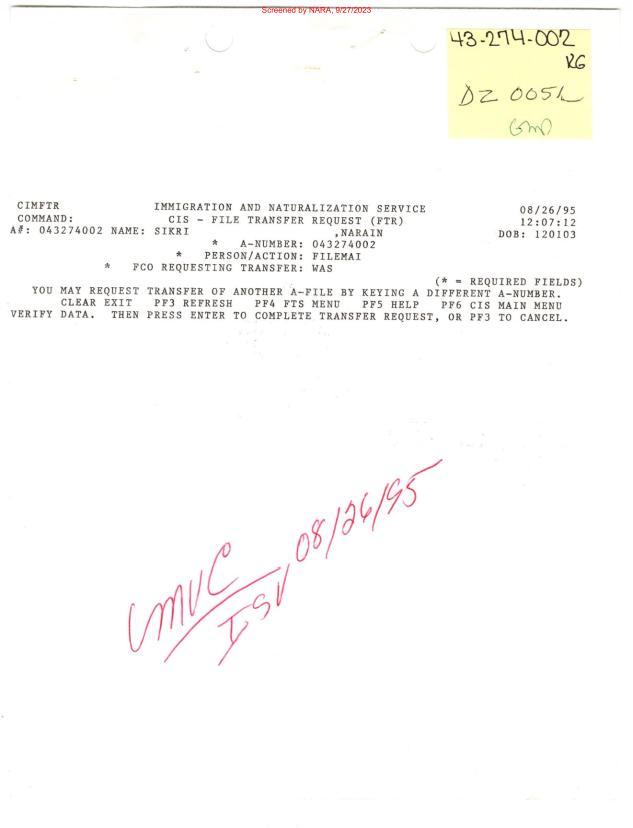 Screened by NARA, 9/27/2023
43-274-002
RG
DZ 005L
CIMFTR IMMIGRATION AND NATURALIZATION SERVICE 08/26/95
COMMAND: CIS - FILE TRANSFER REQUEST (FTR) 12:07:12
A#: 043274002 NAME: SIKRI ,NARAIN DOB: 120103
* A-NUMBER: 043274002
* PERSON/ACTION: FILEMAI
* FCO REQUESTING TRANSFER: WAS
(* = REQUIRED FIELDS)
YOU MAY REQUEST TRANSFER OF ANOTHER A-FILE BY KEYING A DIFFERENT A-NUMBER.
CLEAR EXIT PF3 REFRESH PF4 FTS MENU PF5 HELP PF6 CIS MAIN MENU
VERIFY DATA. THEN PRESS ENTER TO COMPLETE TRANSFER REQUEST, OR PF3 TO CANCEL.
08/26/95